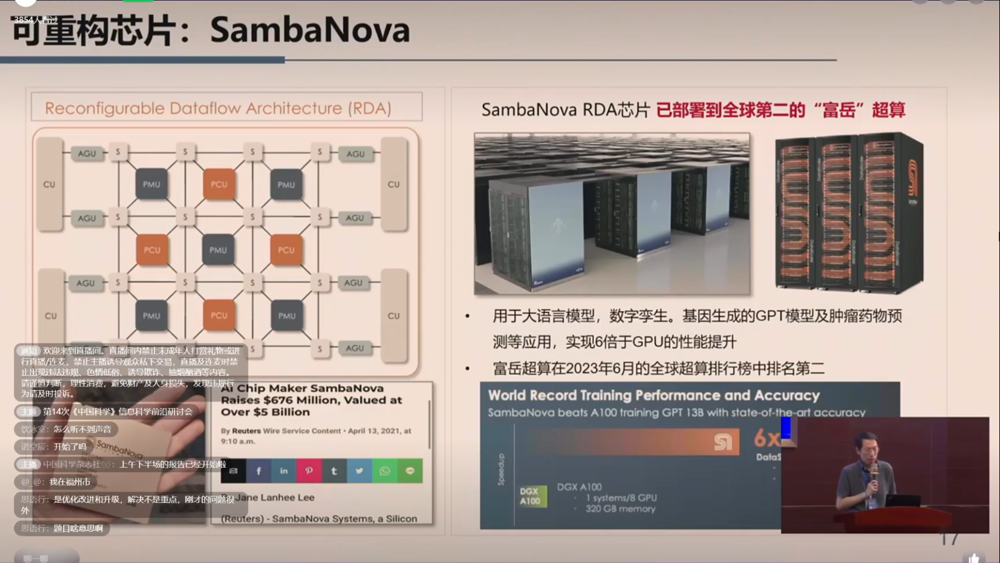 3854人看过
可重构芯片：SambaNova
Reconfigurable Dataflow Architecture (RDA)
AGU S S S S AGU
CU PMU PCU PMU CU
AGU S S S S AGU
PCU PMU PCU
AGU S S S S AGU
CU PMU PCU PMU CU
S S AGU
SambaNova RDA芯片 已部署到全球第二的“富岳”超算
• 用于大语言模型，数字孪生。基因生成的GPT模型及肿瘤药物预
测等应用，实现6倍于GPU的性能提升
• 富岳超算在2023年6月的全球超算排行榜中排名第二
World Record Training Performance and Accuracy
SambaNova beats A100 training GPT 13B with state-of-the-art accuracy
6x
DataS
Speedup
DGX A100
DGX A100
1 systems/8 GPU
320 GB memory
17
AI Chip Maker SambaNova
Raises $676 Million, Valued at
Over $5 Billion
By Reuters Wire Service Content • April 13, 2021, at
9:10 a.m.
Jane Lanhee Lee
(Reuters) - SambaNova Systems, a Silicon
SambaNova
通知 欢迎来到直播间。直播间内禁止未成年人打赏礼物或进
行直播/连麦，禁止主播诱导观众私下交易，直播及连麦时禁
止出现违法违规、色情低俗、诱导欺诈、抽烟酗酒等内容。
请谨慎判断，理性消费，避免财产及人身损失，发现违规行
为请及时投诉。
主题 第14次《中国科学》信息科学前沿研讨会
饮冰室：怎么听不到声音
诺空辰：开始了吗
主播 中国科学杂志社：上午下半场的报告已经开始啦
@_@：我在福州市
思语行：是优化改进和升级，解决不是重点，刚才的问题很
外
思语行：题目啥意思啊
聊一聊